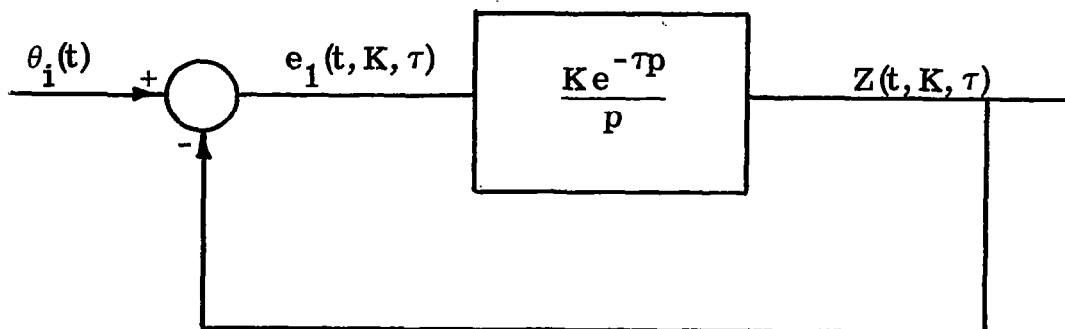 θi(t)
+
-
e1(t, K, τ)
Ke^-τp
p
Z(t, K, τ)